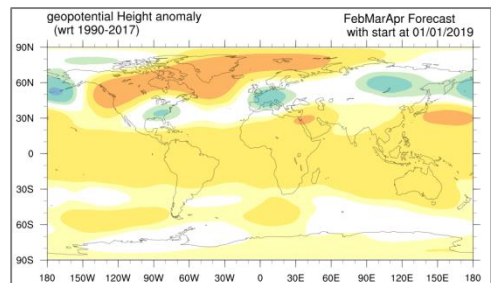 geopotential Height anomaly
(wrt 1990-2017)
FebMarApr Forecast
with start at 01/01/2019
90N
60N
30N
0
30S
60S
90S
180 150W 120W 90W 60W 30W 0 30E 60E 90E 120E 150E 180